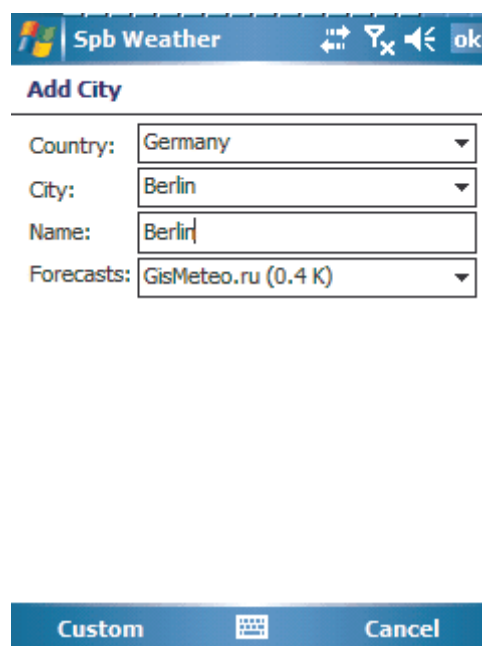 Spb Weather ok
Add City
Country: Germany
City: Berlin
Name: Berlin
Forecasts: GisMeteo.ru (0.4 K)
Custom Cancel